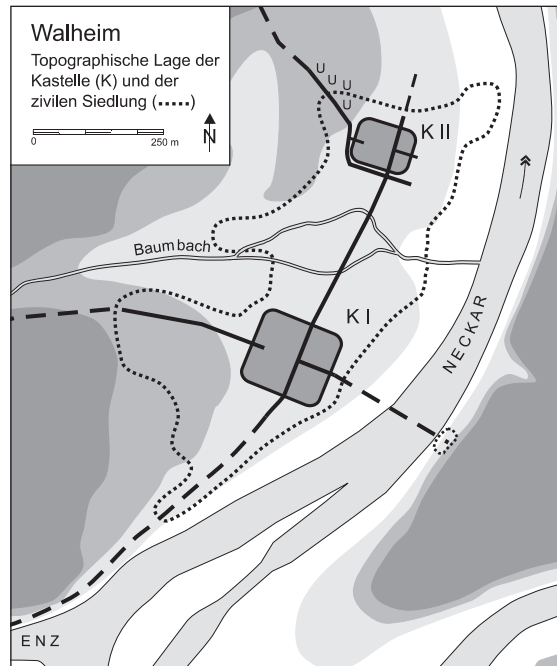 Walheim
Topographische Lage der
Kastelle (K) und der
zivilen Siedlung (......)
0 250 m
N
U
U
U
U
K II
Baumbach
K I
NECKAR
ENZ